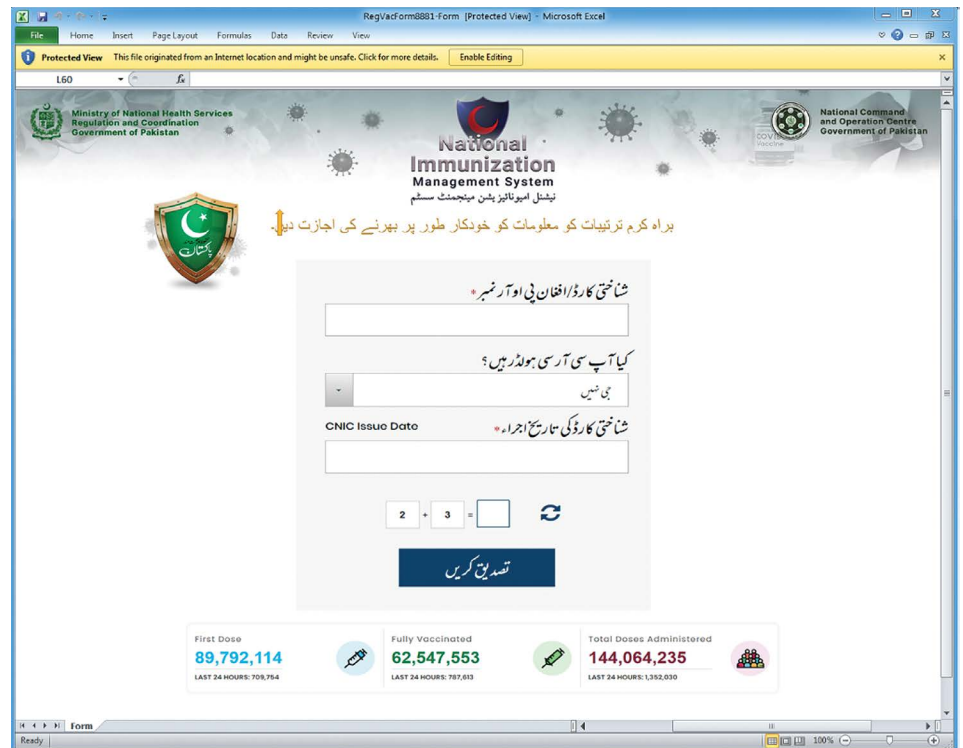 RegVacForm8881-Form [Protected View] - Microsoft Excel
File Home Insert Page Layout Formulas Data Review View
Protected View This file originated from an Internet location and might be unsafe. Click for more details. Enable Editing
L60 fx
Ministry of National Health Services
Regulation and Coordination
Government of Pakistan
National
Immunization
Management System
نیشنل امیونائیزیشن مینجمنٹ سسٹم
COVID
Vaccine
National Command
and Operation Centre
Government of Pakistan
پاکستان
براہ کرم ترتیبات کو معلومات کو خودکار طور پر بھرنے کی اجازت دیں۔
شناختی کارڈ/افغان پی او آر نمبر *
کیا آپ سی آر سی ہولڈر ہیں؟
جی نہیں
CNIC Issue Date شناختی کارڈ کی تاریخ اجراء *
2 + 3 =
تصدیق کریں
First Dose
89,792,114
LAST 24 HOURS: 709,754
Fully Vaccinated
62,547,553
LAST 24 HOURS: 787,613
Total Doses Administered
144,064,235
LAST 24 HOURS: 1,352,030
Form
Ready 100%